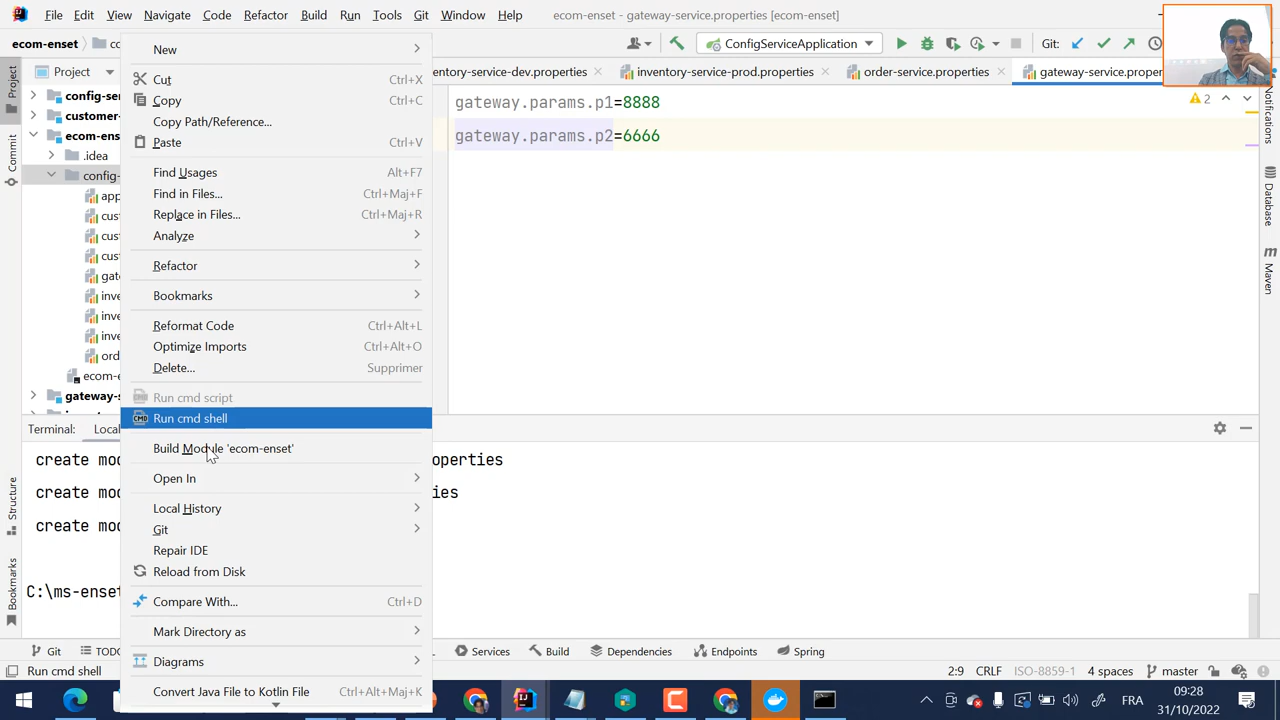 File Edit View Navigate Code Refactor Build Run Tools Git Window Help ecom-enset - gateway-service.properties [ecom-enset]
ecom-enset ConfigServiceApplication Git:
Project
entory-service-dev.properties inventory-service-prod.properties order-service.properties gateway-service.proper
config-se
customer-
ecom-ens
.idea
config-
app
cust
cust
cust
gate
inve
inve
inve
ord
ecom-e
gateway-s
New
Cut Ctrl+X
Copy Ctrl+C
Copy Path/Reference...
Paste Ctrl+V
Find Usages Alt+F7
Find in Files... Ctrl+Maj+F
Replace in Files... Ctrl+Maj+R
Analyze
Refactor
Bookmarks
Reformat Code Ctrl+Alt+L
Optimize Imports Ctrl+Alt+O
Delete... Supprimer
Run cmd script
CMD Run cmd shell
Build Module 'ecom-enset'
Open In
Local History
Git
Repair IDE
Reload from Disk
Compare With... Ctrl+D
Mark Directory as
Diagrams
Convert Java File to Kotlin File Ctrl+Alt+Maj+K
gateway.params.p1=8888
gateway.params.p2=6666
2
Project
Commit
Structure
Bookmarks
Notifications
Database
m Maven
Terminal: Loca
create mod operties
create mod ies
create mod
C:\ms-enset
Git TODO Services Build Dependencies Endpoints Spring
Run cmd shell 2:9 CRLF ISO-8859-1 4 spaces master
FRA 09:28
31/10/2022